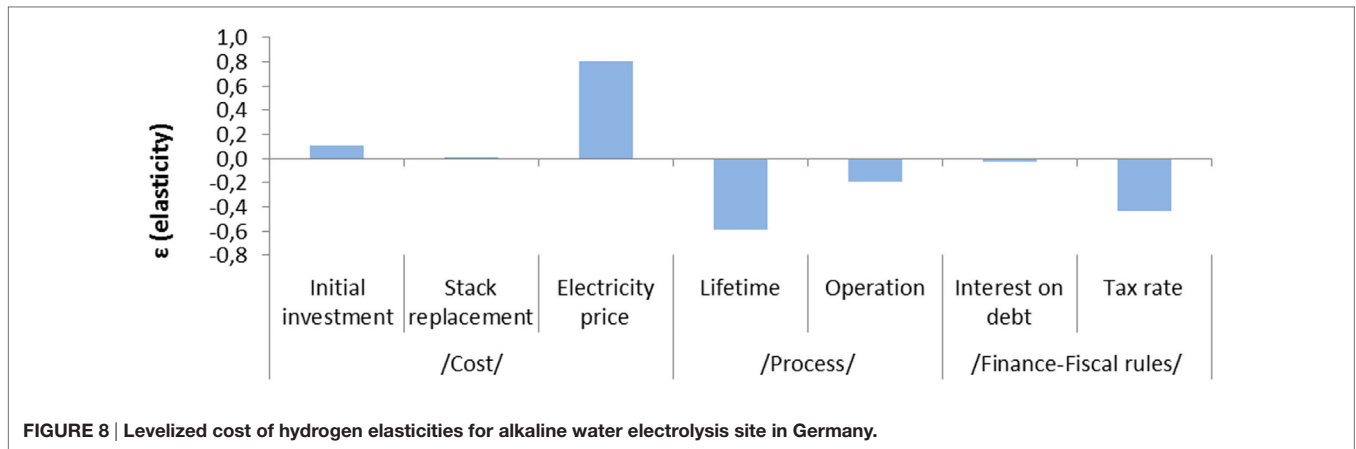 1,0
0,8
0,6
0,4
0,2
0,0
-0,2
-0,4
-0,6
-0,8
ε (elasticity)
Initial
investment
Stack
replacement
Electricity
price
Lifetime
Operation
Interest on
debt
Tax rate
/Cost/
/Process/
/Finance-Fiscal rules/
FIGURE 8 | Levelized cost of hydrogen elasticities for alkaline water electrolysis site in Germany.